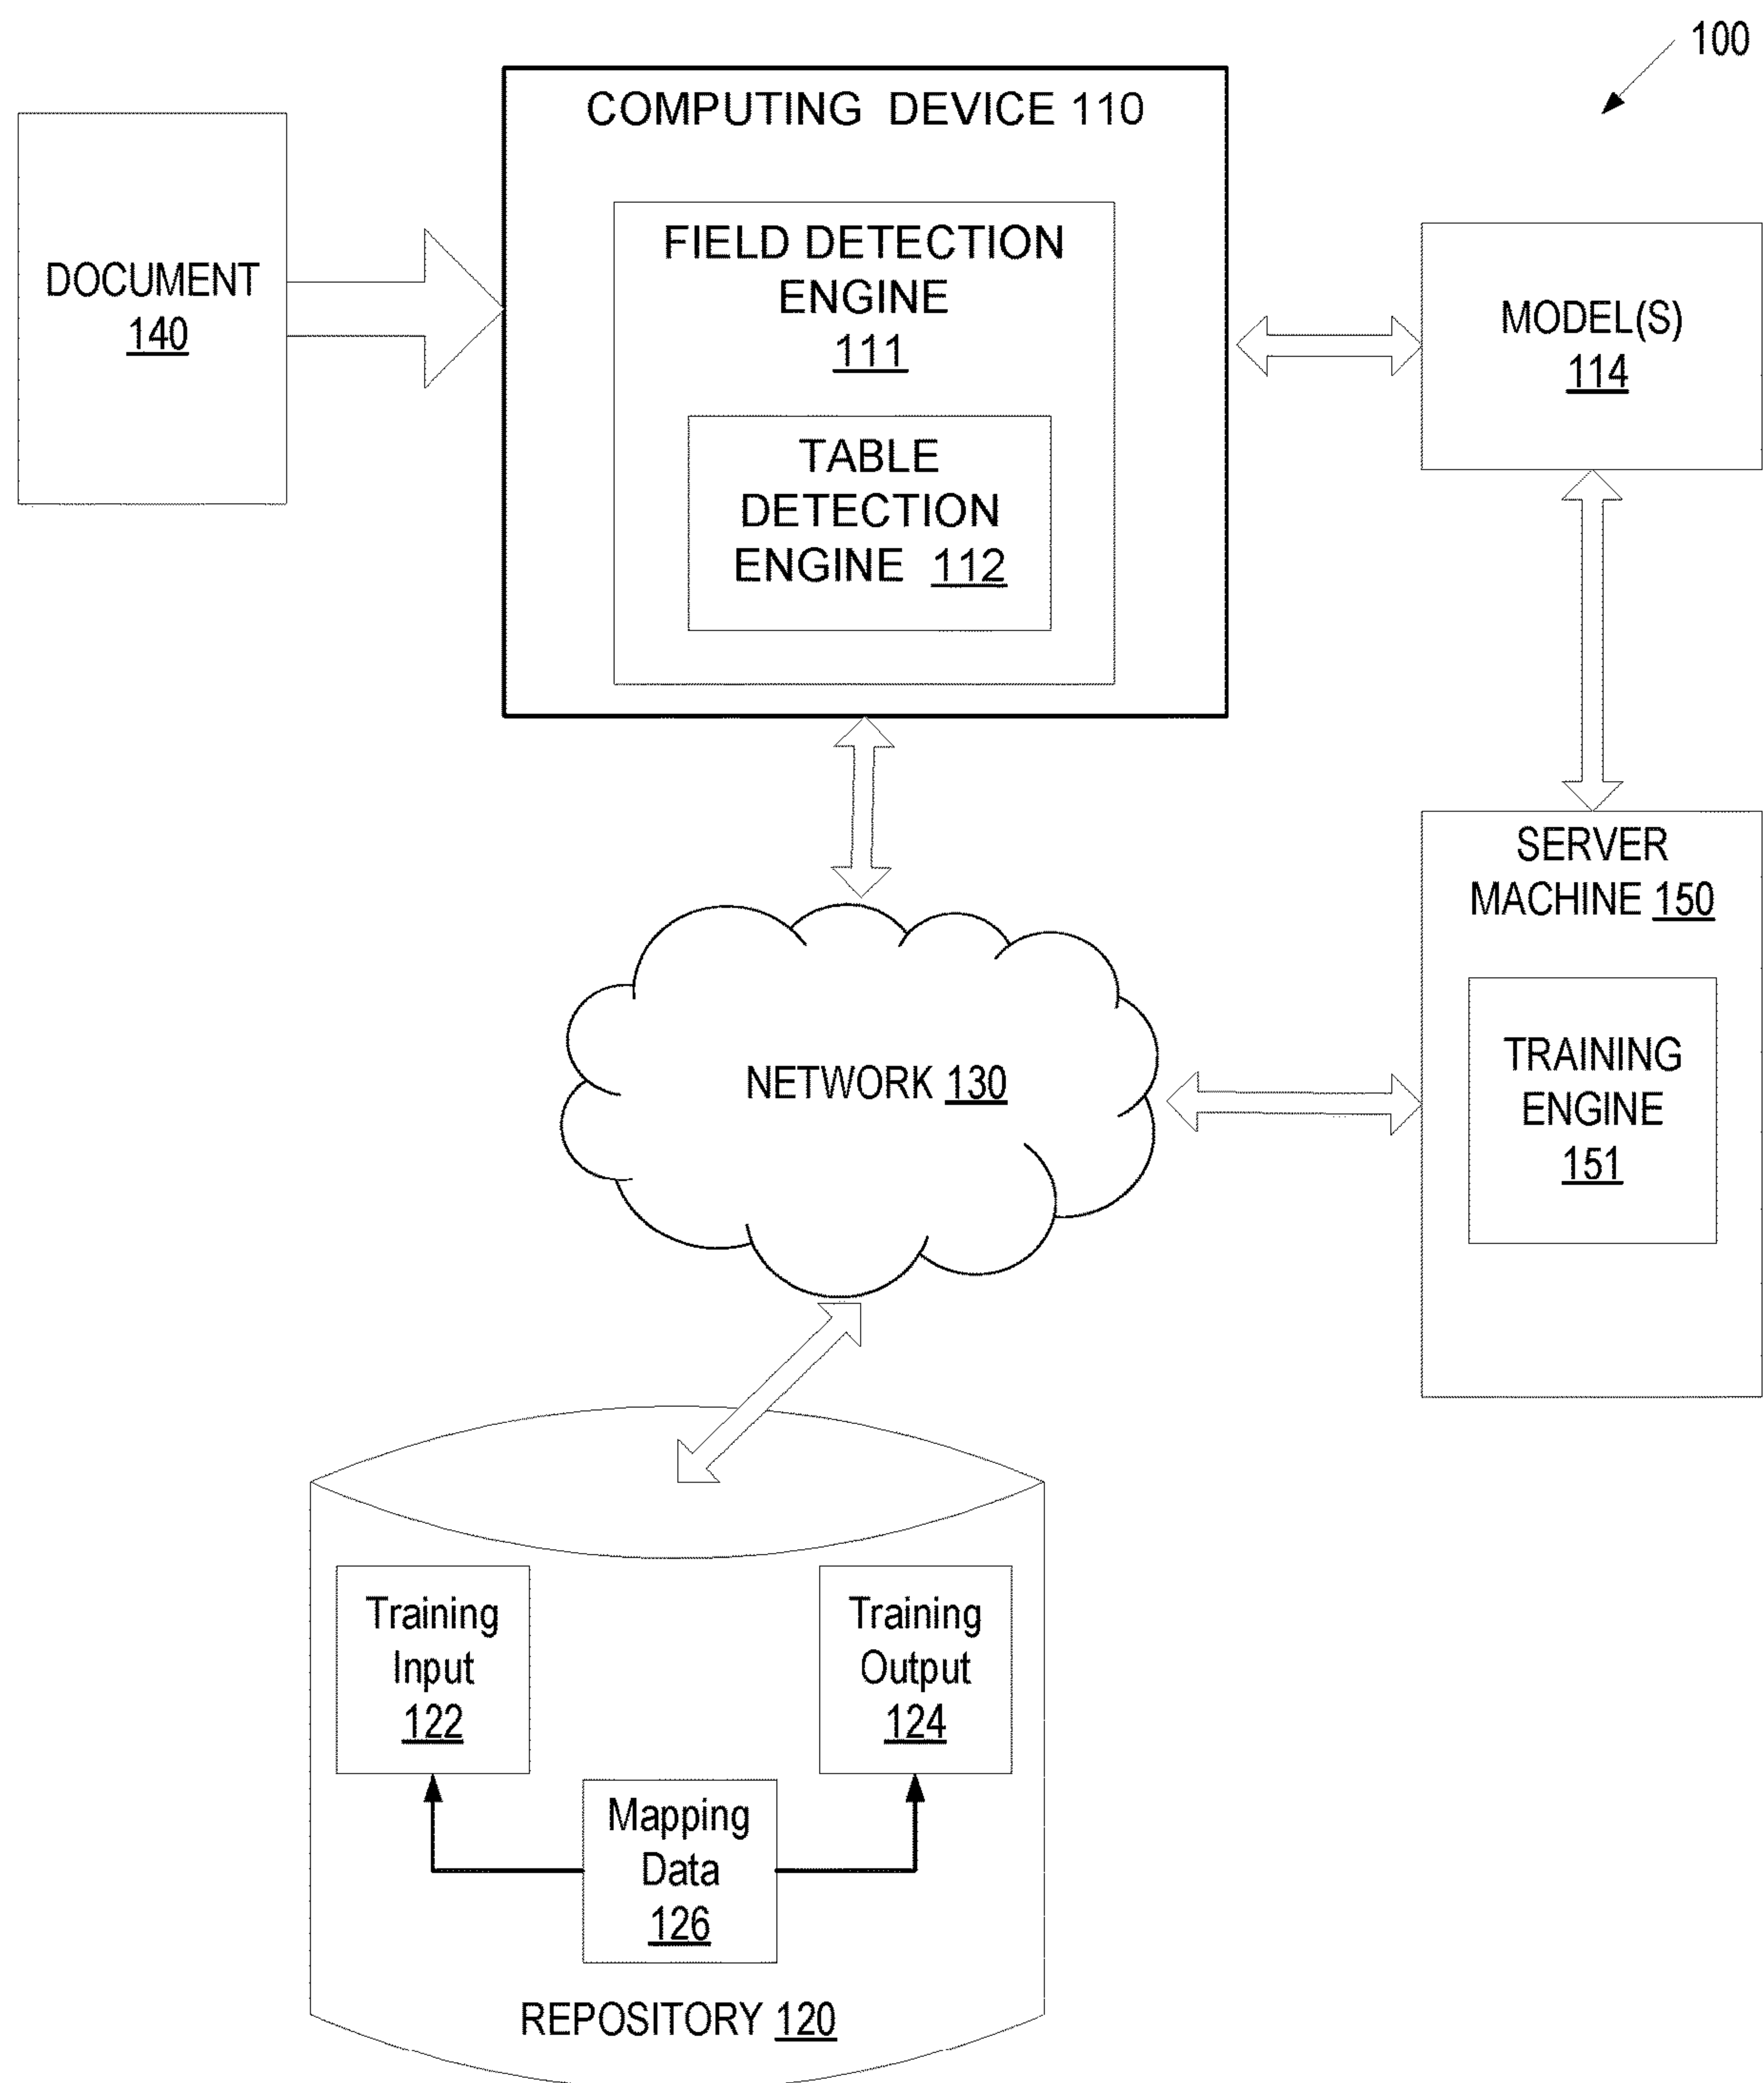 100
COMPUTING DEVICE 110
DOCUMENT
140
FIELD DETECTION
ENGINE
111
TABLE
DETECTION
ENGINE 112
MODEL(S)
114
SERVER
MACHINE 150
TRAINING
ENGINE
151
NETWORK 130
Training
Input
122
Training
Output
124
Mapping
Data
126
REPOSITORY 120